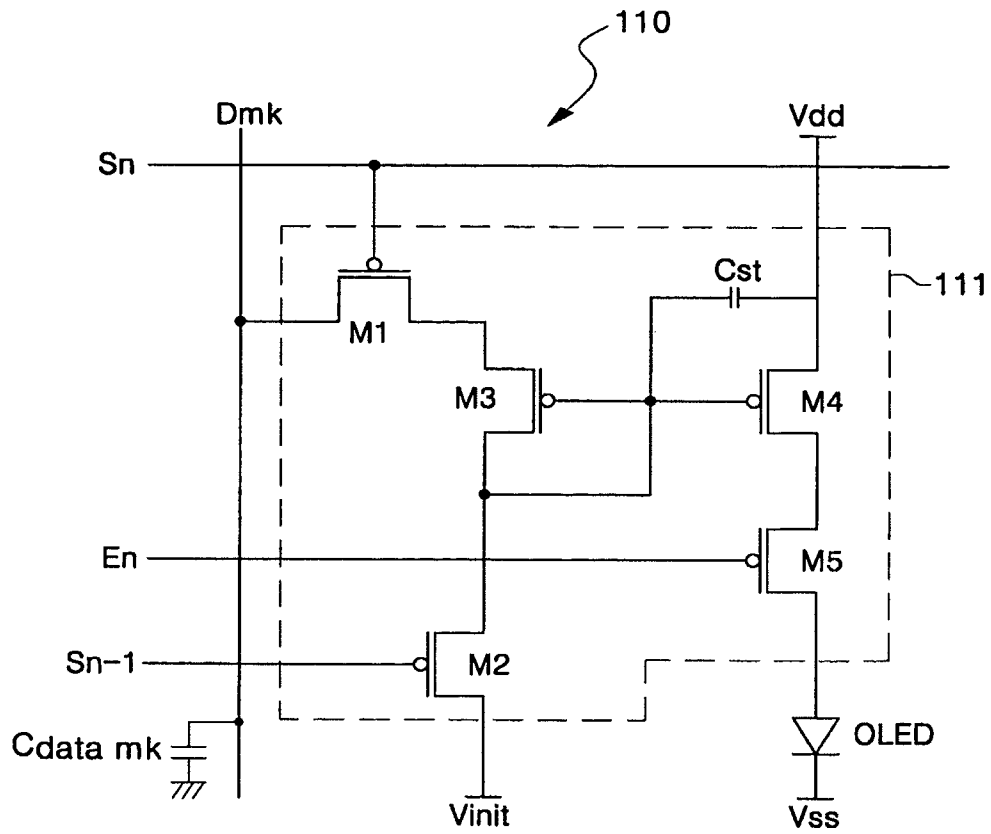 110
Dmk
Vdd
Sn
Cst
111
M1
M3
M4
En
M5
Sn-1
M2
Cdata mk
OLED
Vinit
Vss